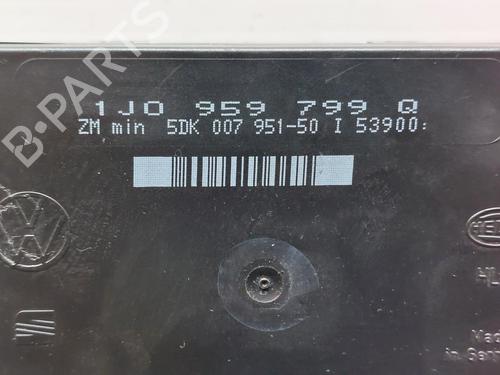 1J0 959 799 Q
ZM min 5DK 007 951-50 I 53900
B-PARTS